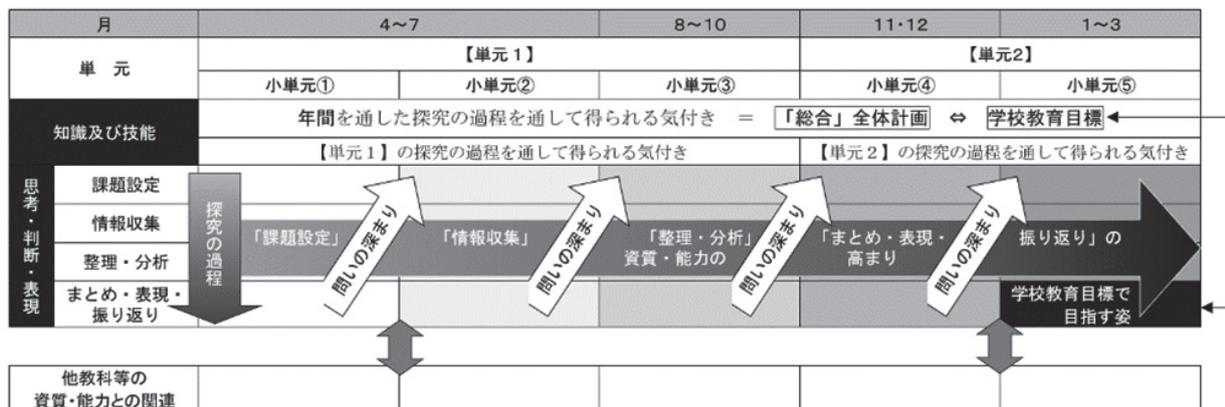 月 4～7 8～10 11・12 1～3
単 元
【単元１】 【単元2】
小単元① 小単元② 小単元③ 小単元④ 小単元⑤
知識及び技能
年間を通した探究の過程を通して得られる気付き ＝ 「総合」全体計画 ⇔ 学校教育目標
【単元１】の探究の過程を通して得られる気付き 【単元２】の探究の過程を通して得られる気付き
思考・判断・表現
課題設定
情報収集
整理・分析
まとめ・表現・
振り返り
探究の過程
「課題設定」 「情報収集」 「整理・分析」 「まとめ・表現・ 振り返り」の
資質・能力の 高まり
問いの深まり
問いの深まり
問いの深まり
問いの深まり
学校教育目標で
目指す姿
他教科等の
資質・能力との関連